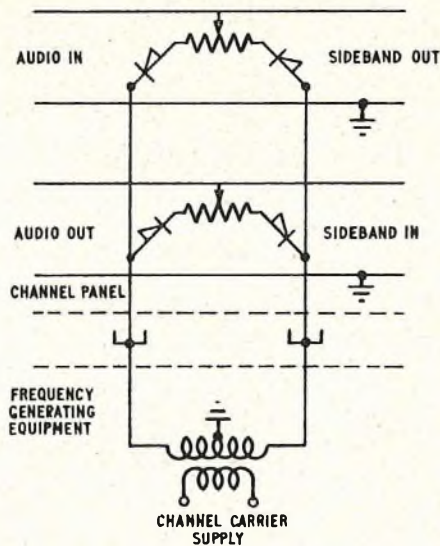 AUDIO IN
SIDEBAND OUT
AUDIO OUT
SIDEBAND IN
CHANNEL PANEL
FREQUENCY
GENERATING
EQUIPMENT
CHANNEL CARRIER
SUPPLY